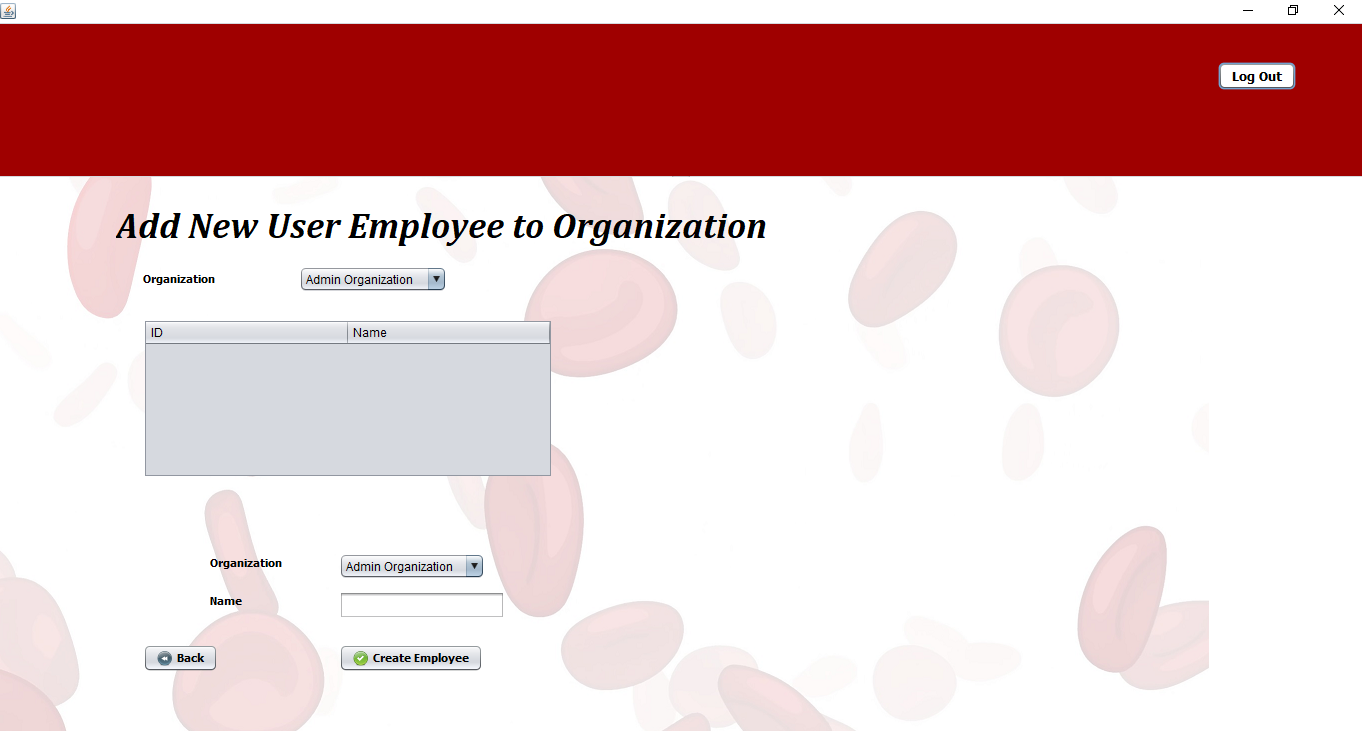 Log Out
Add New User Employee to Organization
Organization Admin Organization
ID Name
Organization Admin Organization
Name
Back Create Employee